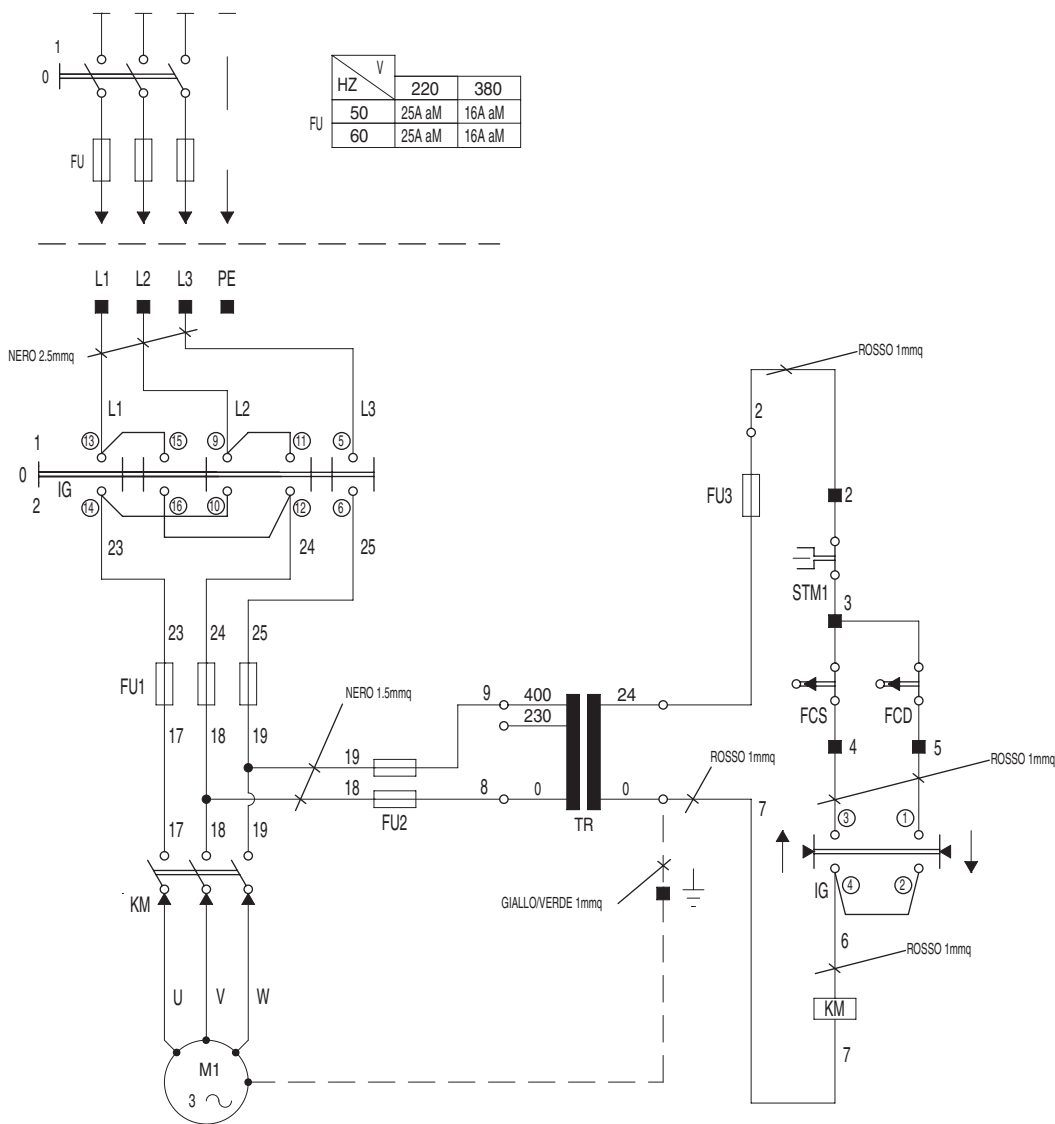 1
0
FU
V
HZ
220
380
50
25A aM
16A aM
FU
60
25A aM
16A aM
L1
L2
L3
PE
NERO 2.5mmq
L1
L2
L3
1
0
2
IG
13
15
9
11
5
14
16
10
12
6
23
24
25
23
24
25
FU1
17
18
19
NERO 1.5mmq
19
18
FU2
9
8
400
230
0
24
0
TR
17
18
19
KM
U
V
W
M1
3
ROSSO 1mmq
2
FU3
2
STM1
3
FCS
FCD
4
5
ROSSO 1mmq
ROSSO 1mmq
7
3
1
IG
4
2
GIALLO/VERDE 1mmq
6
ROSSO 1mmq
KM
7